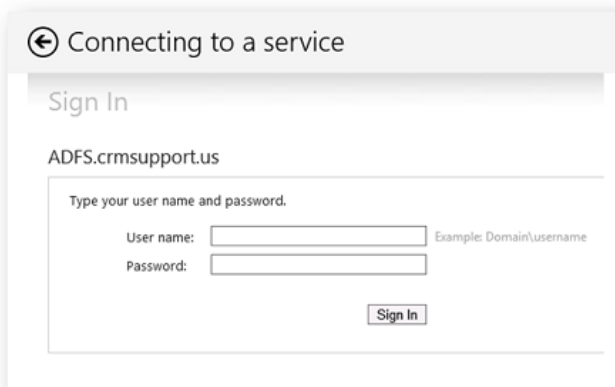 Connecting to a service
Sign In
ADFS.crmsupport.us
Type your user name and password.
User name: Example: Domain\username
Password:
Sign In